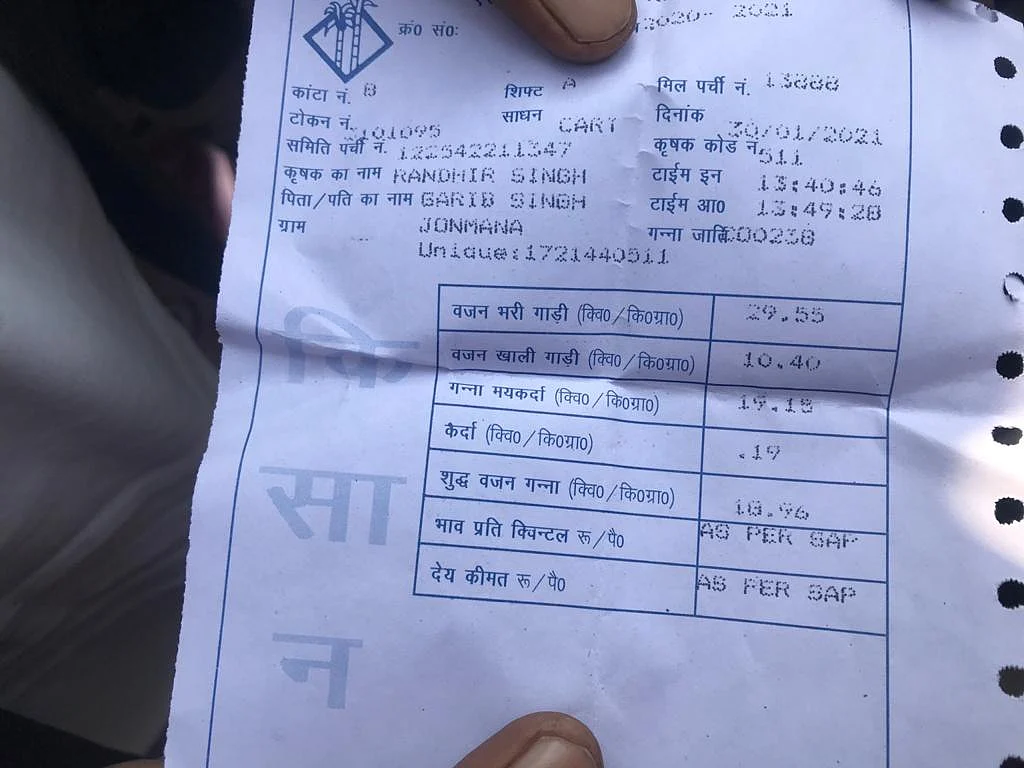 क्र0 सं0: 2020- 2021
कांटा नं. 8 शिफ्ट A मिल पर्ची नं. 13888
टोकन नं. 3101095 साधन CART दिनांक 30/01/2021
समिति पर्ची नं. 122542211347 कृषक कोड नं. 511
कृषक का नाम RANDHIR SINGH टाईम इन 13:40:46
पिता/पति का नाम GARIB SINGH टाईम आ0 13:49:28
ग्राम JONMANA गन्ना जाति C00238
Unique:1721440511
वजन भरी गाड़ी (क्वि0/कि0ग्रा0) 29.55
वजन खाली गाड़ी (क्वि0/कि0ग्रा0) 10.40
गन्ना मयकर्दा (क्वि0/कि0ग्रा0) 19.15
कर्दा (क्वि0/कि0ग्रा0) .19
शुद्ध वजन गन्ना (क्वि0/कि0ग्रा0) 18.96
भाव प्रति क्विन्टल रू/पै0 AS PER SAP
देय कीमत रू/पै0 AS PER SAP
कि
सा
न